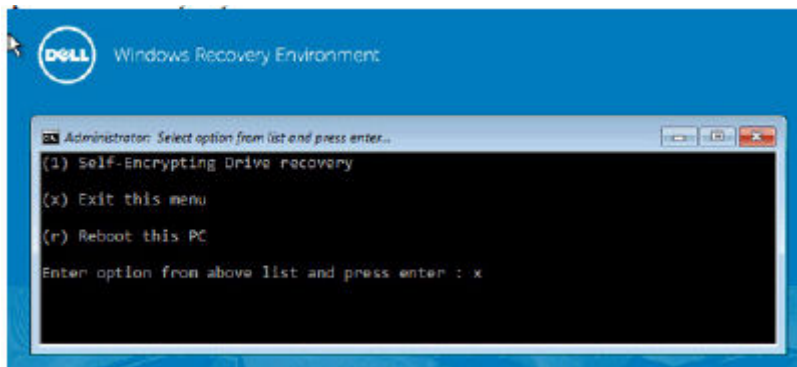 DELL
Windows Recovery Environment
Administrator: Select option from list and press enter...
(1) Self-Encrypting Drive recovery
(x) Exit this menu
(r) Reboot this PC
Enter option from above list and press enter : x